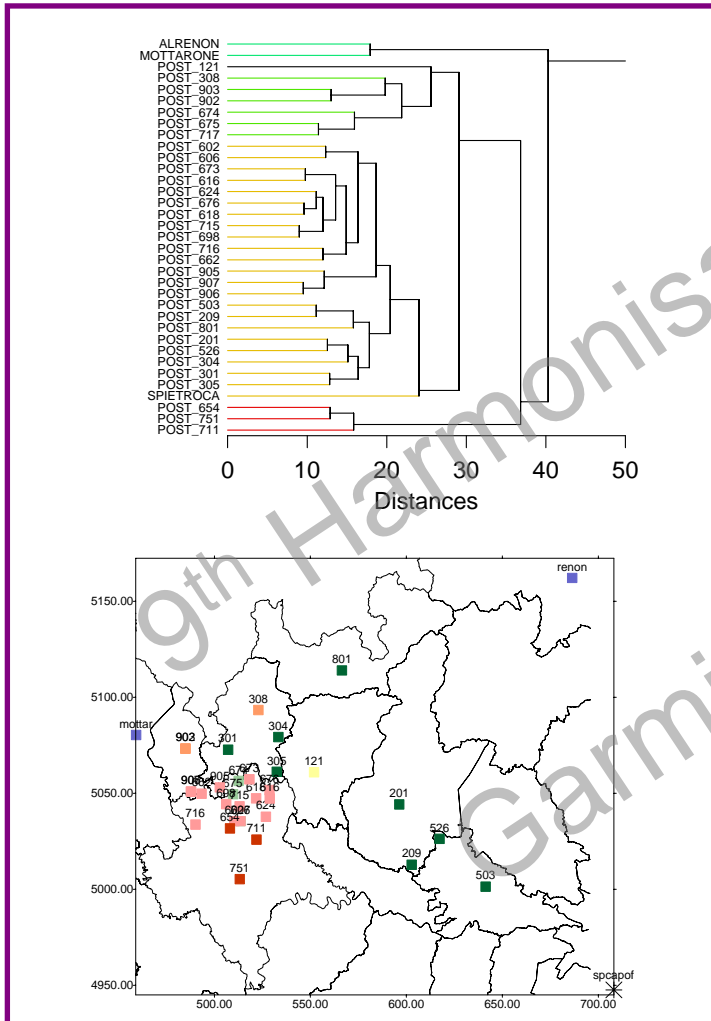 ALRENON
MOTTARONE
POST_121
POST_308
POST_903
POST_902
POST_674
POST_675
POST_717
POST_602
POST_606
POST_673
POST_616
POST_624
POST_676
POST_618
POST_715
POST_698
POST_716
POST_662
POST_905
POST_907
POST_906
POST_503
POST_209
POST_801
POST_201
POST_526
POST_304
POST_301
POST_305
SPIETROCA
POST_654
POST_751
POST_711
0 10 20 30 40 50
Distances
9th Harmonisa
Garmi
renon
5150.00
801
5100.00
308
mottar
304
301
305
121
673
5050.00
201
716
624
654
711
526
209
751
503
5000.00
spcapof
4950.00
500.00 550.00 600.00 650.00 700.00